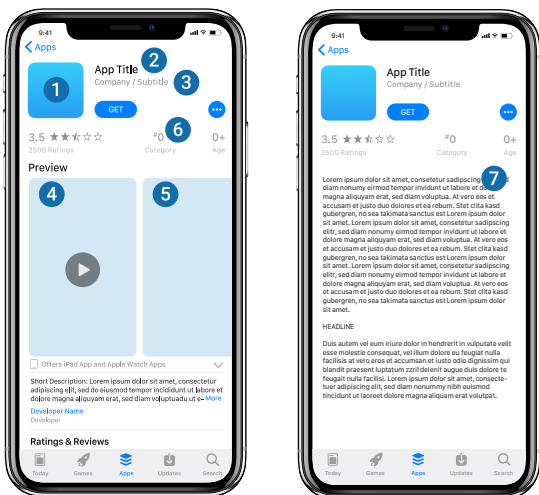 9:41
Apps
1
App Title
2
Company / Subtitle
3
GET
3.5
#0
6
0+
2500 Ratings
Category
Age
Preview
4
5
Offers iPad App and Apple Watch Apps
Short Description: Lorem ipsum dolor sit amet, consectetur
adipiscing elit, sed do eiusmod tempor incididunt ut labore et
dolore magna aliquyam erat, sed diam voluptuadu ut e- More
Developer Name
Developer
Ratings & Reviews
Today
Games
Apps
Updates
Search
9:41
Apps
App Title
Company / Subtitle
GET
3.5
#0
0+
2500 Ratings
Category
Age
7
Lorem ipsum dolor sit amet, consetetur sadipscing
diam nonumy eirmod tempor invidunt ut labore et
magna aliquyam erat, sed diam voluptua. At vero eos et
accusam et justo duo dolores et ea rebum. Stet clita kasd
gubergren, no sea takimata sanctus est Lorem ipsum dolor
sit amet. Lorem ipsum dolor sit amet, consetetur sadipscing
elitr, sed diam nonumy eirmod tempor invidunt ut labore et
dolore magna aliquyam erat, sed diam voluptua. At vero eos
et accusam et justo duo dolores et ea rebum. Stet clita kasd
gubergren, no sea takimata sanctus est Lorem ipsum dolor
sit amet. Lorem ipsum dolor sit amet, consetetur sadipscing
elitr, sed diam nonumy eirmod tempor invidunt ut labore et
dolore magna aliquyam erat, sed diam voluptua. At vero eos
et accusam et justo duo dolores et ea rebum. Stet clita kasd
gubergren, no sea takimata sanctus est Lorem ipsum dolor
sit amet.
HEADLINE
Duis autem vel eum iriure dolor in hendrerit in vulputate velit
esse molestie consequat, vel illum dolore eu feugiat nulla
facilisis at vero eros et accumsan et iusto odio dignissim qui
blandit praesent luptatum zzril delenit augue duis dolore te
feugait nulla facilisi. Lorem ipsum dolor sit amet, consecte-
tuer adipiscing elit, sed diam nonummy nibh euismod
tincidunt ut laoreet dolore magna aliquam erat volutpat.
Today
Games
Apps
Updates
Search